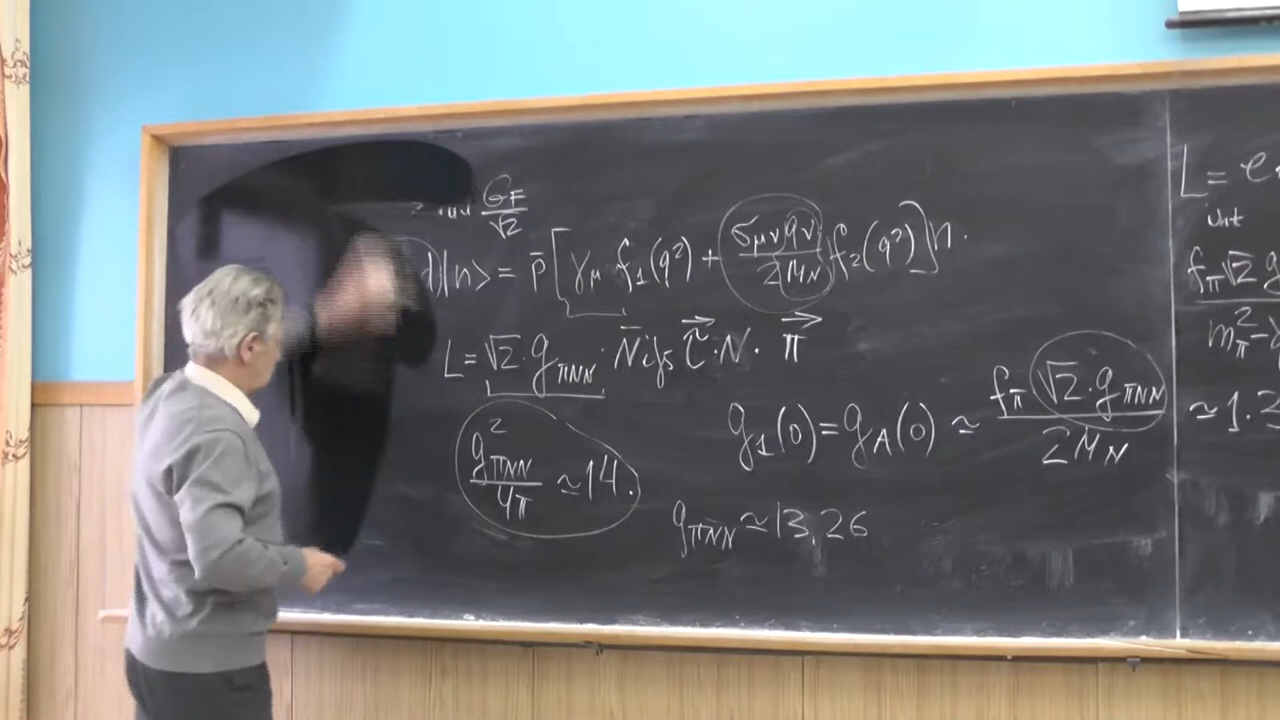 G_F/√2
|n⟩ = p̄[γ_μ f_1(q²) + σ_μν q_ν/2M_N f_2(q²)]n.
L = √2 · g_πNN · N̄ iγ_5 τ⃗ · N · π⃗
g_1(0) = g_A(0) ≃ f_π √2 · g_πNN/2M_N
g²_πNN/4π ≃ 14.
g_πNN ≃ 13.26
L = e
int
f_π√2 g
m²_π -
≃ 1.3